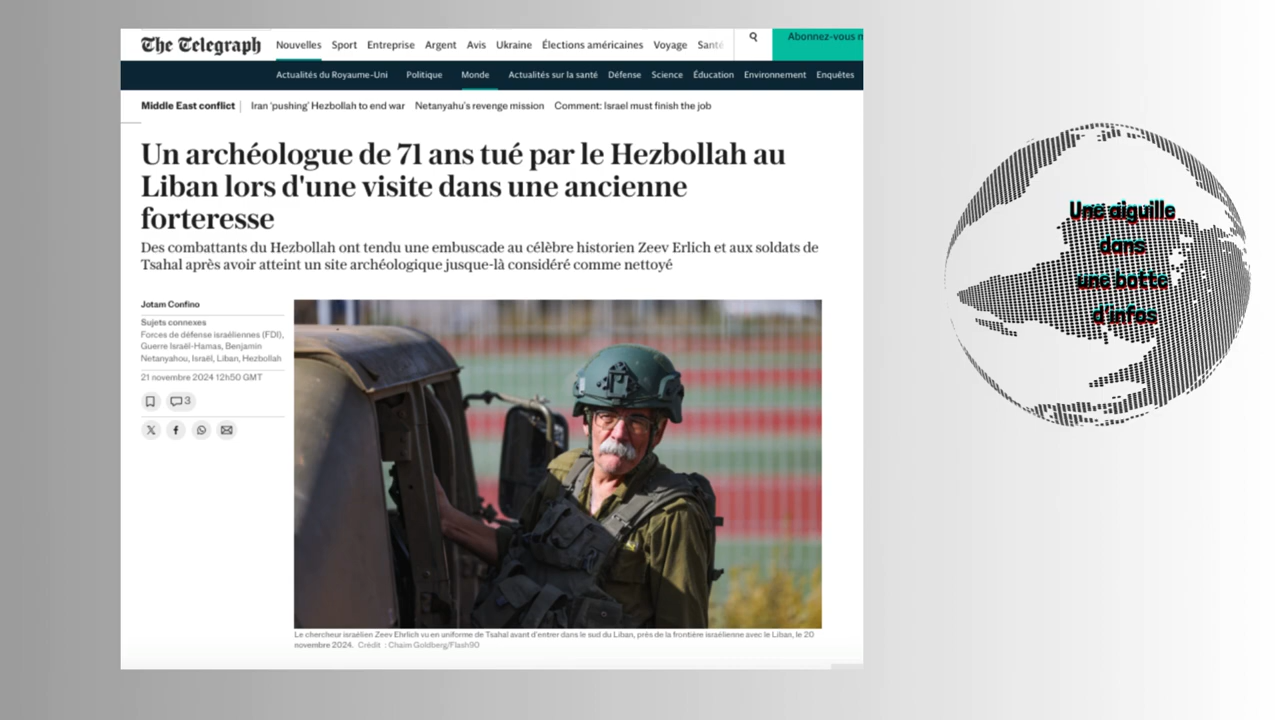 The Telegraph
Nouvelles Sport Entreprise Argent Avis Ukraine Élections américaines Voyage Santé
Abonnez-vous m
Actualités du Royaume-Uni Politique Monde Actualités sur la santé Défense Science Éducation Environnement Enquêtes
Middle East conflict Iran 'pushing' Hezbollah to end war Netanyahu's revenge mission Comment: Israel must finish the job
Un archéologue de 71 ans tué par le Hezbollah au
Liban lors d'une visite dans une ancienne
forteresse
Des combattants du Hezbollah ont tendu une embuscade au célèbre historien Zeev Erlich et aux soldats de
Tsahal après avoir atteint un site archéologique jusque-là considéré comme nettoyé
Jotam Confino
Sujets connexes
Forces de défense israéliennes (FDI),
Guerre Israël-Hamas, Benjamin
Netanyahou, Israël, Liban, Hezbollah
21 novembre 2024 12h50 GMT
3
Le chercheur israélien Zeev Ehrlich vu en uniforme de Tsahal avant d'entrer dans le sud du Liban, près de la frontière israélienne avec le Liban, le 20
novembre 2024. Crédit : Chaim Goldberg/Flash90
Une aiguille
dans
une botte
d'infos